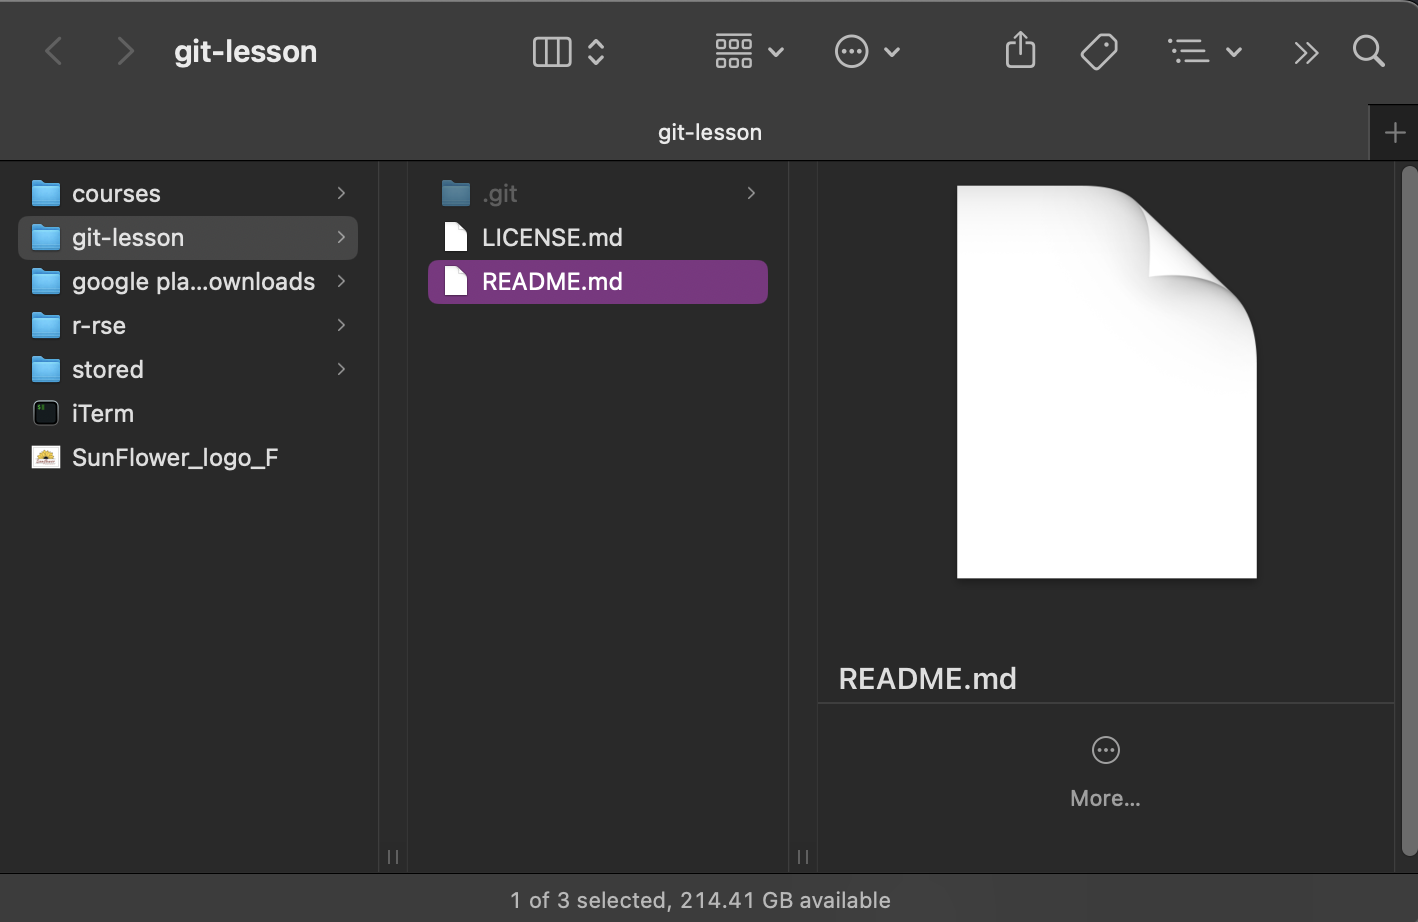 git-lesson
git-lesson
courses
git-lesson
google pla...ownloads
r-rse
stored
iTerm
SunFlower_logo_F
.git
LICENSE.md
README.md
README.md
More...
1 of 3 selected, 214.41 GB available